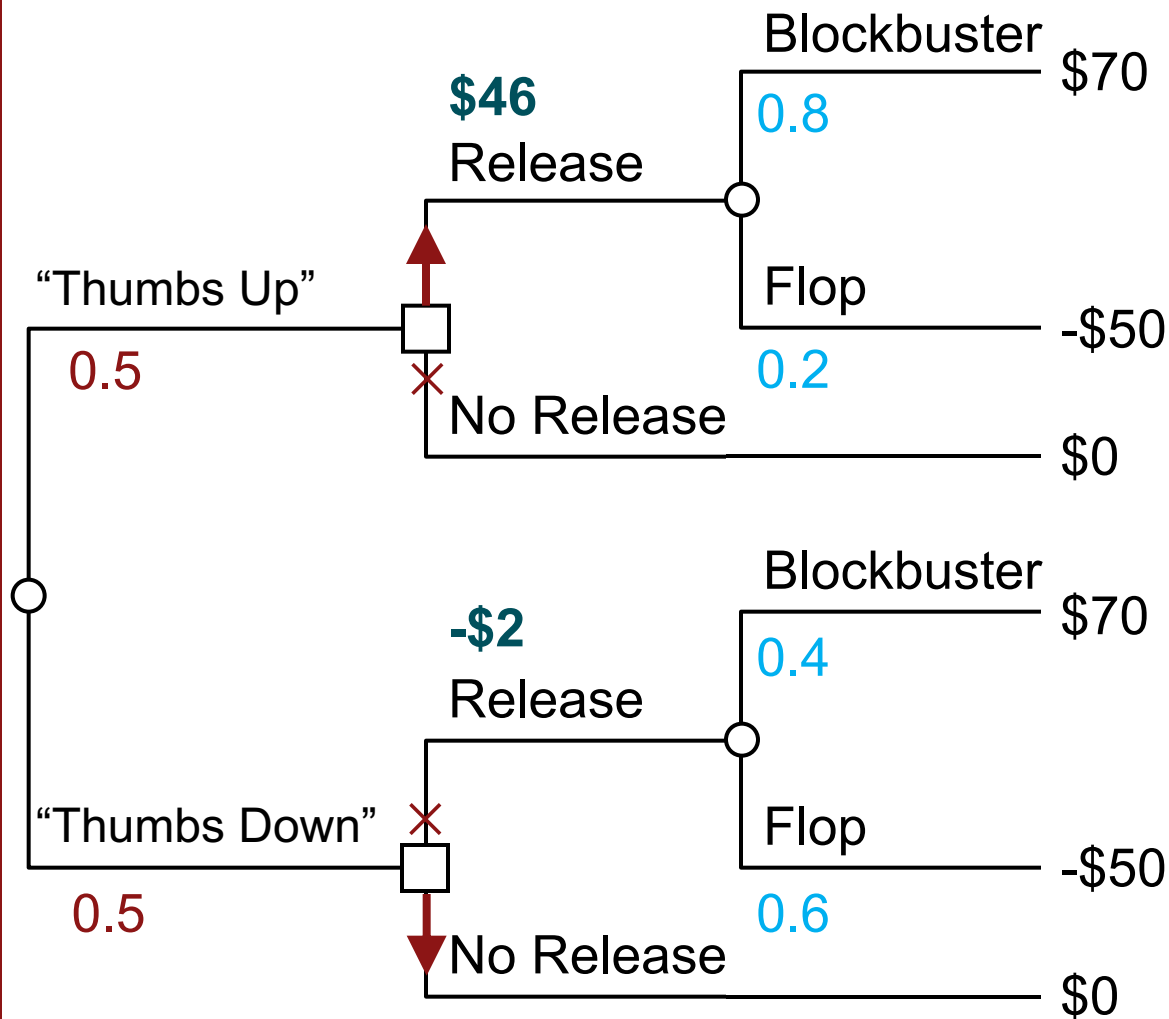 Blockbuster
$70
$46
0.8
Release
“Thumbs Up”
Flop
-$50
0.5
0.2
No Release
$0
Blockbuster
$70
-$2
0.4
Release
“Thumbs Down”
Flop
-$50
0.5
0.6
No Release
$0